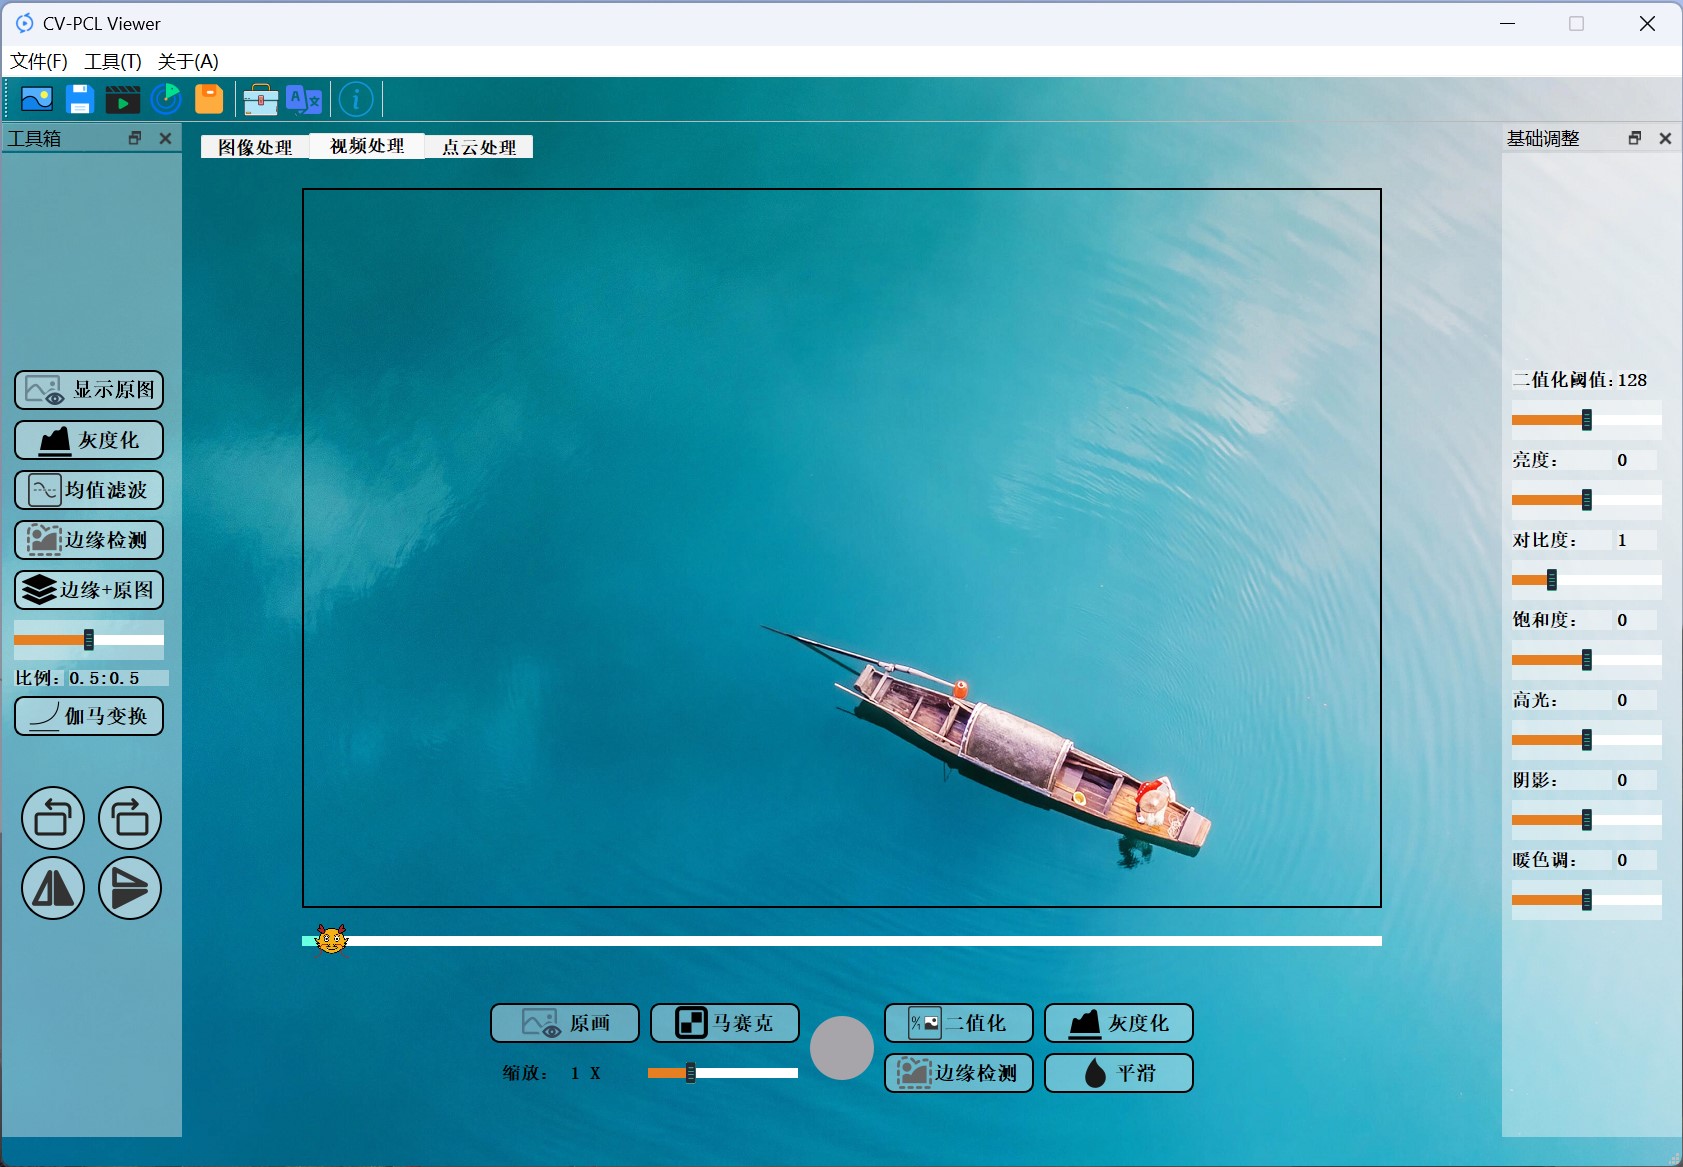 CV-PCL Viewer
文件(F) 工具(T) 关于(A)
工具箱
图像处理 视频处理 点云处理
基础调整
显示原图
灰度化
均值滤波
边缘检测
边缘+原图
比例: 0.5:0.5
伽马变换
二值化阈值: 128
亮度: 0
对比度: 1
饱和度: 0
高光: 0
阴影: 0
暖色调: 0
原画 马赛克 二值化 灰度化
缩放: 1 X 边缘检测 平滑